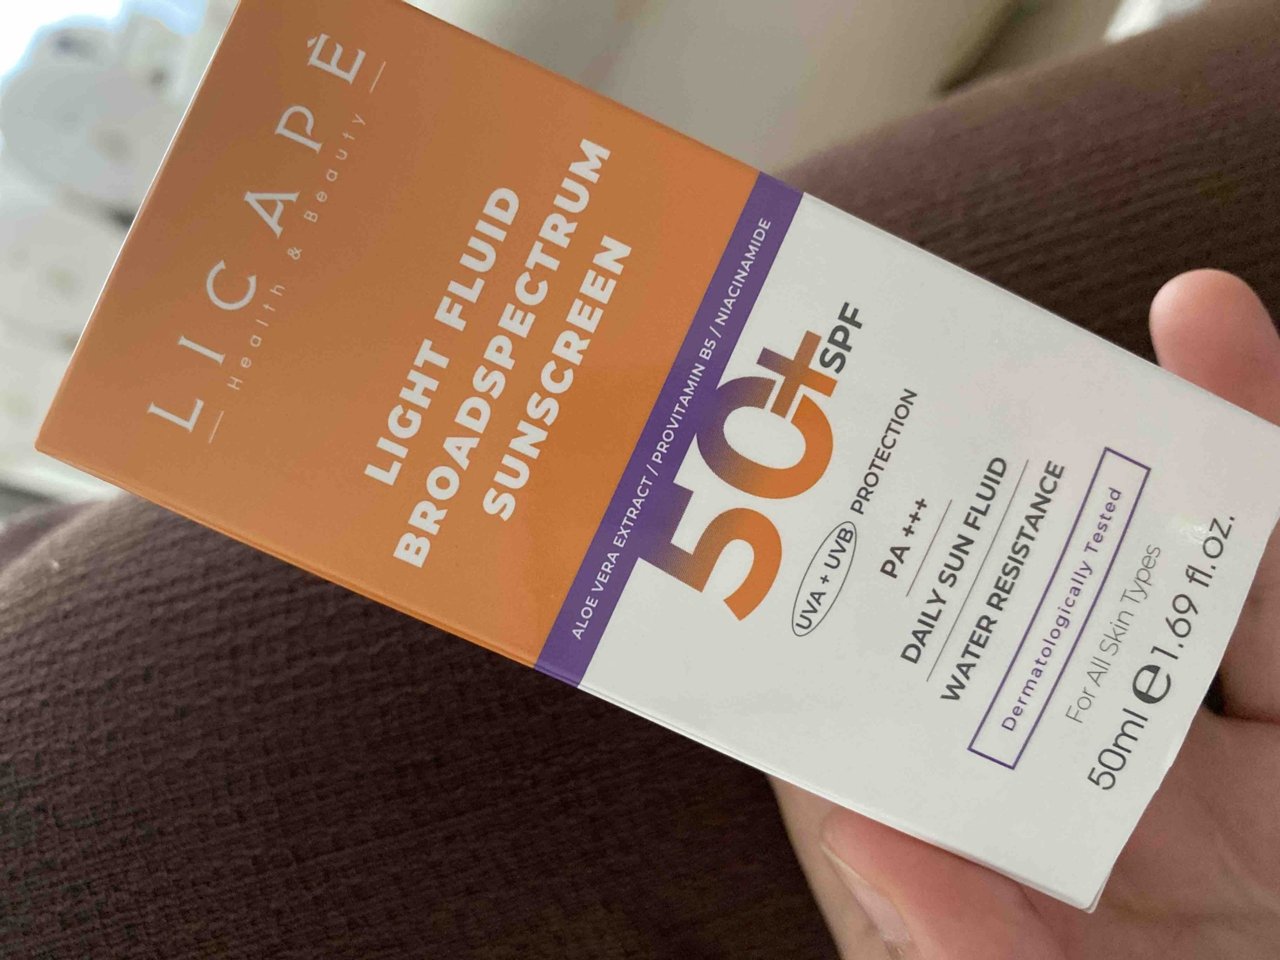 LICAPÊ
Health & Beauty
LIGHT FLUID
BROADSPECTRUM
SUNSCREEN
ALOE VERA EXTRACT / PROVITAMIN B5 / NIACINAMIDE
50+ SPF
UVA + UVB PROTECTION
PA +++
DAILY SUN FLUID
WATER RESISTANCE
Dermatologically Tested
For All Skin Types
50ml e 1.69 fl.oz.